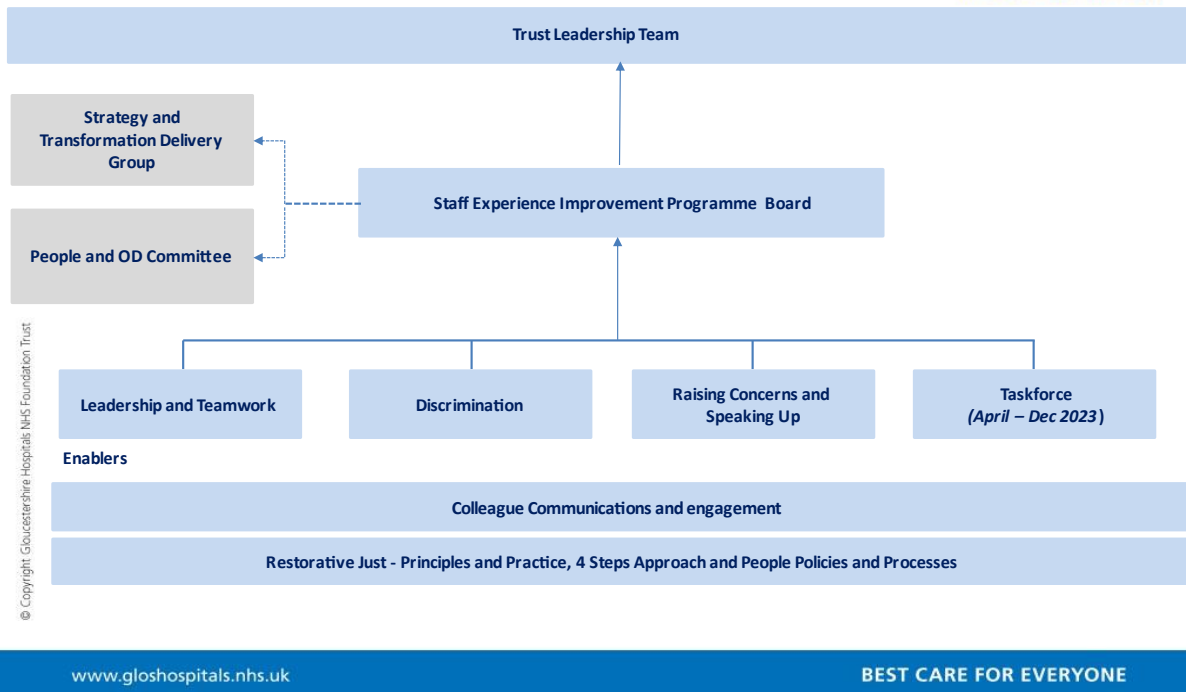 Trust Leadership Team
Strategy and
Transformation Delivery
Group
Staff Experience Improvement Programme Board
People and OD Committee
Leadership and Teamwork
Discrimination
Raising Concerns and
Speaking Up
Taskforce
(April – Dec 2023)
Enablers
Colleague Communications and engagement
Restorative Just - Principles and Practice, 4 Steps Approach and People Policies and Processes
© Copyright Gloucestershire Hospitals NHS Foundation Trust
www.gloshospitals.nhs.uk
BEST CARE FOR EVERYONE